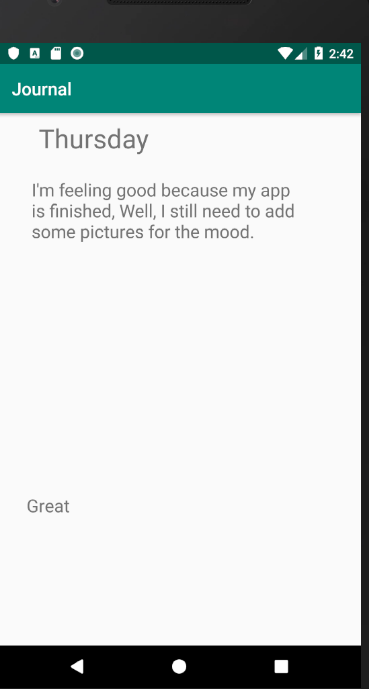 2:42
Journal
Thursday
I'm feeling good because my app
is finished, Well, I still need to add
some pictures for the mood.
Great